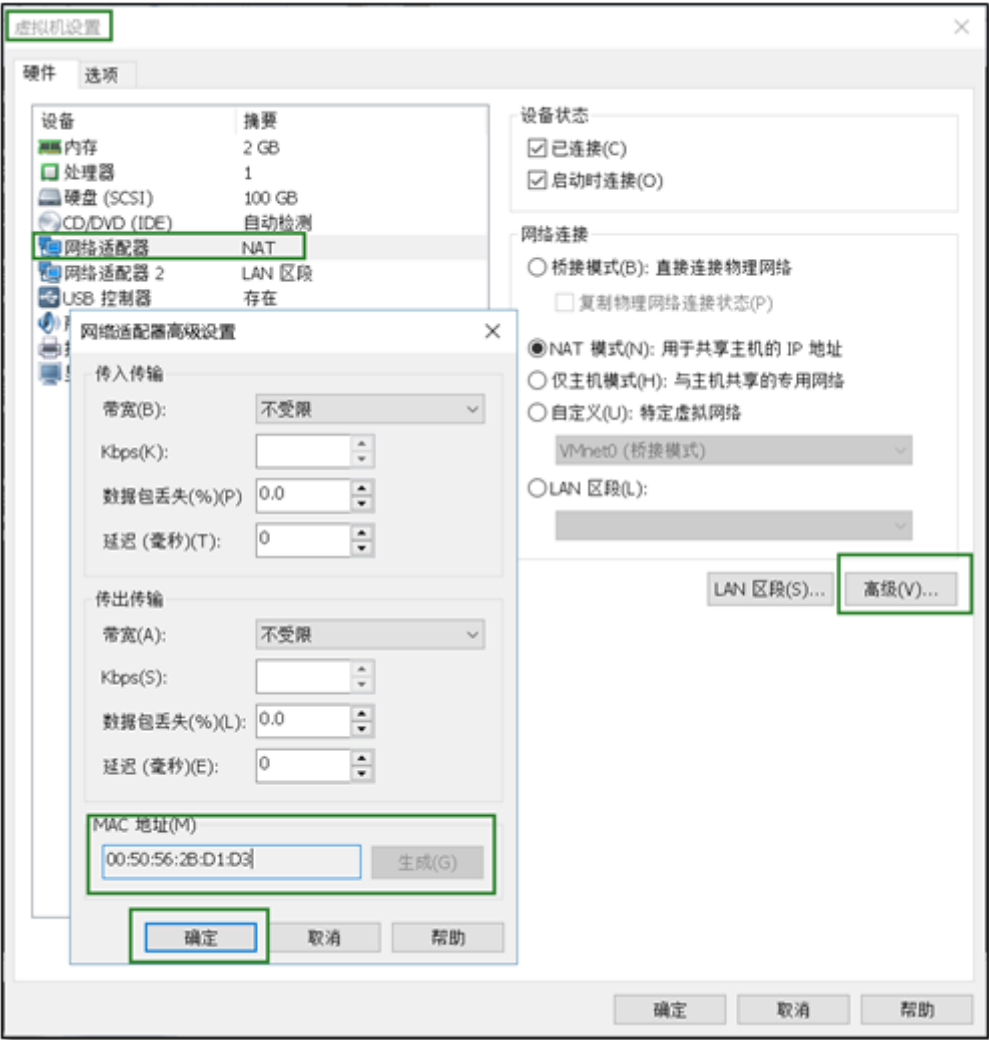 虚拟机设置
硬件 选项
设备 摘要
内存 2 GB
处理器 1
硬盘 (SCSI) 100 GB
CD/DVD (IDE) 自动检测
网络适配器 NAT
网络适配器 2 LAN 区段
USB 控制器 存在
设备状态
已连接(C)
启动时连接(O)
网络连接
桥接模式(B): 直接连接物理网络
复制物理网络连接状态(P)
NAT 模式(N): 用于共享主机的 IP 地址
仅主机模式(H): 与主机共享的专用网络
自定义(U): 特定虚拟网络
VMnet0 (桥接模式)
LAN 区段(L):
LAN 区段(S)... 高级(V)...
网络适配器高级设置
传入传输
带宽(B): 不受限
Kbps(K):
数据包丢失(%)(P) 0.0
延迟 (毫秒)(T): 0
传出传输
带宽(A): 不受限
Kbps(S):
数据包丢失(%)(L): 0.0
延迟 (毫秒)(E): 0
MAC 地址(M)
00:50:56:2B:D1:D3 生成(G)
确定 取消 帮助
确定 取消 帮助